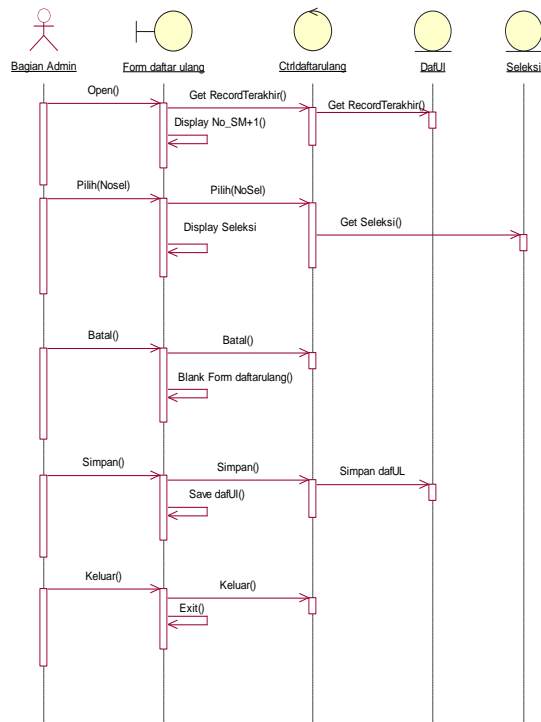 Bagian Admin
Form daftar ulang
Ctrldaftarulang
DafUl
Seleksi
Open()
Get RecordTerakhir()
Get RecordTerakhir()
Display No_SM+1()
Pilih(Nosel)
Pilih(NoSel)
Get Seleksi()
Display Seleksi
Batal()
Batal()
Blank Form daftarulang()
Simpan()
Simpan()
Simpan dafUL
Save dafUl()
Keluar()
Keluar()
Exit()